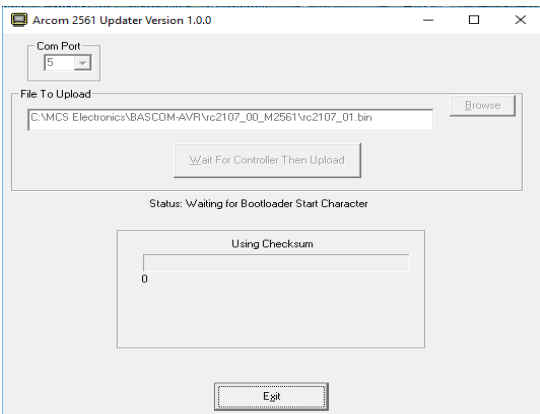 Arcom 2561 Updater Version 1.0.0
Com Port
5
File To Upload
Browse
C:\MCS Electronics\BASCOM-AVR\rc2107_00_M2561\rc2107_01.bin
Wait For Controller Then Upload
Status: Waiting for Bootloader Start Character
Using Checksum
0
Exit